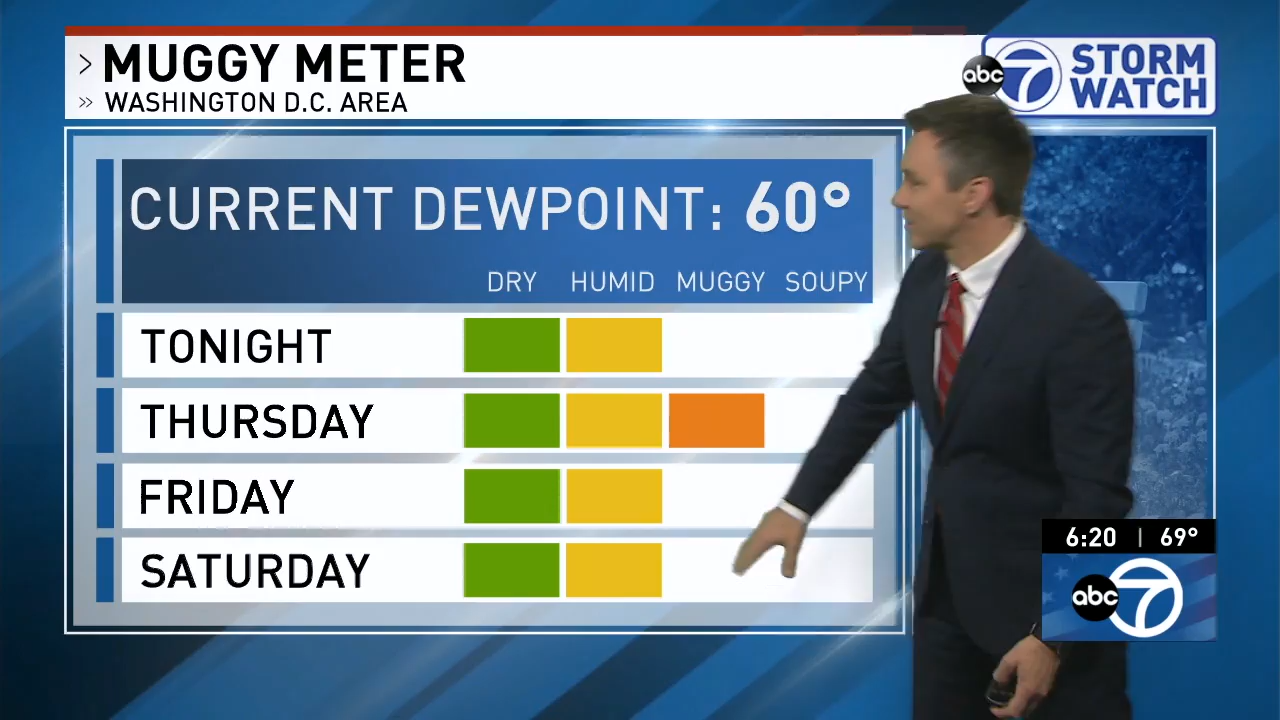 > MUGGY METER
» WASHINGTON D.C. AREA
abc 7 STORM
WATCH
CURRENT DEWPOINT: 60°
DRY HUMID MUGGY SOUPY
TONIGHT
THURSDAY
FRIDAY
SATURDAY
6:20 | 69°
abc 7